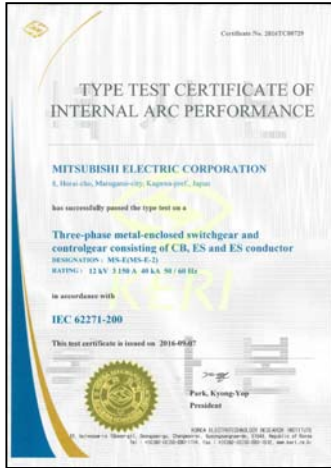 Certificate No. 2016TC00729
TYPE TEST CERTIFICATE OF
INTERNAL ARC PERFORMANCE
MITSUBISHI ELECTRIC CORPORATION
8, Horai-cho, Marugame-city, Kagawa-pref., Japan
has successfully passed the type test on a
Three-phase metal-enclosed switchgear and
controlgear consisting of CB, ES and ES conductor
DESIGNATION : MS-E(MS-E-2)
RATING : 12 kV 3 150 A 40 kA 50 / 60 Hz
in accordance with
KERI
IEC 62271-200
This test certificate is issued on 2016-09-07
Park, Kyong-Yop
President
KOREA ELECTROTECHNOLOGY RESEARCH INSTITUTE